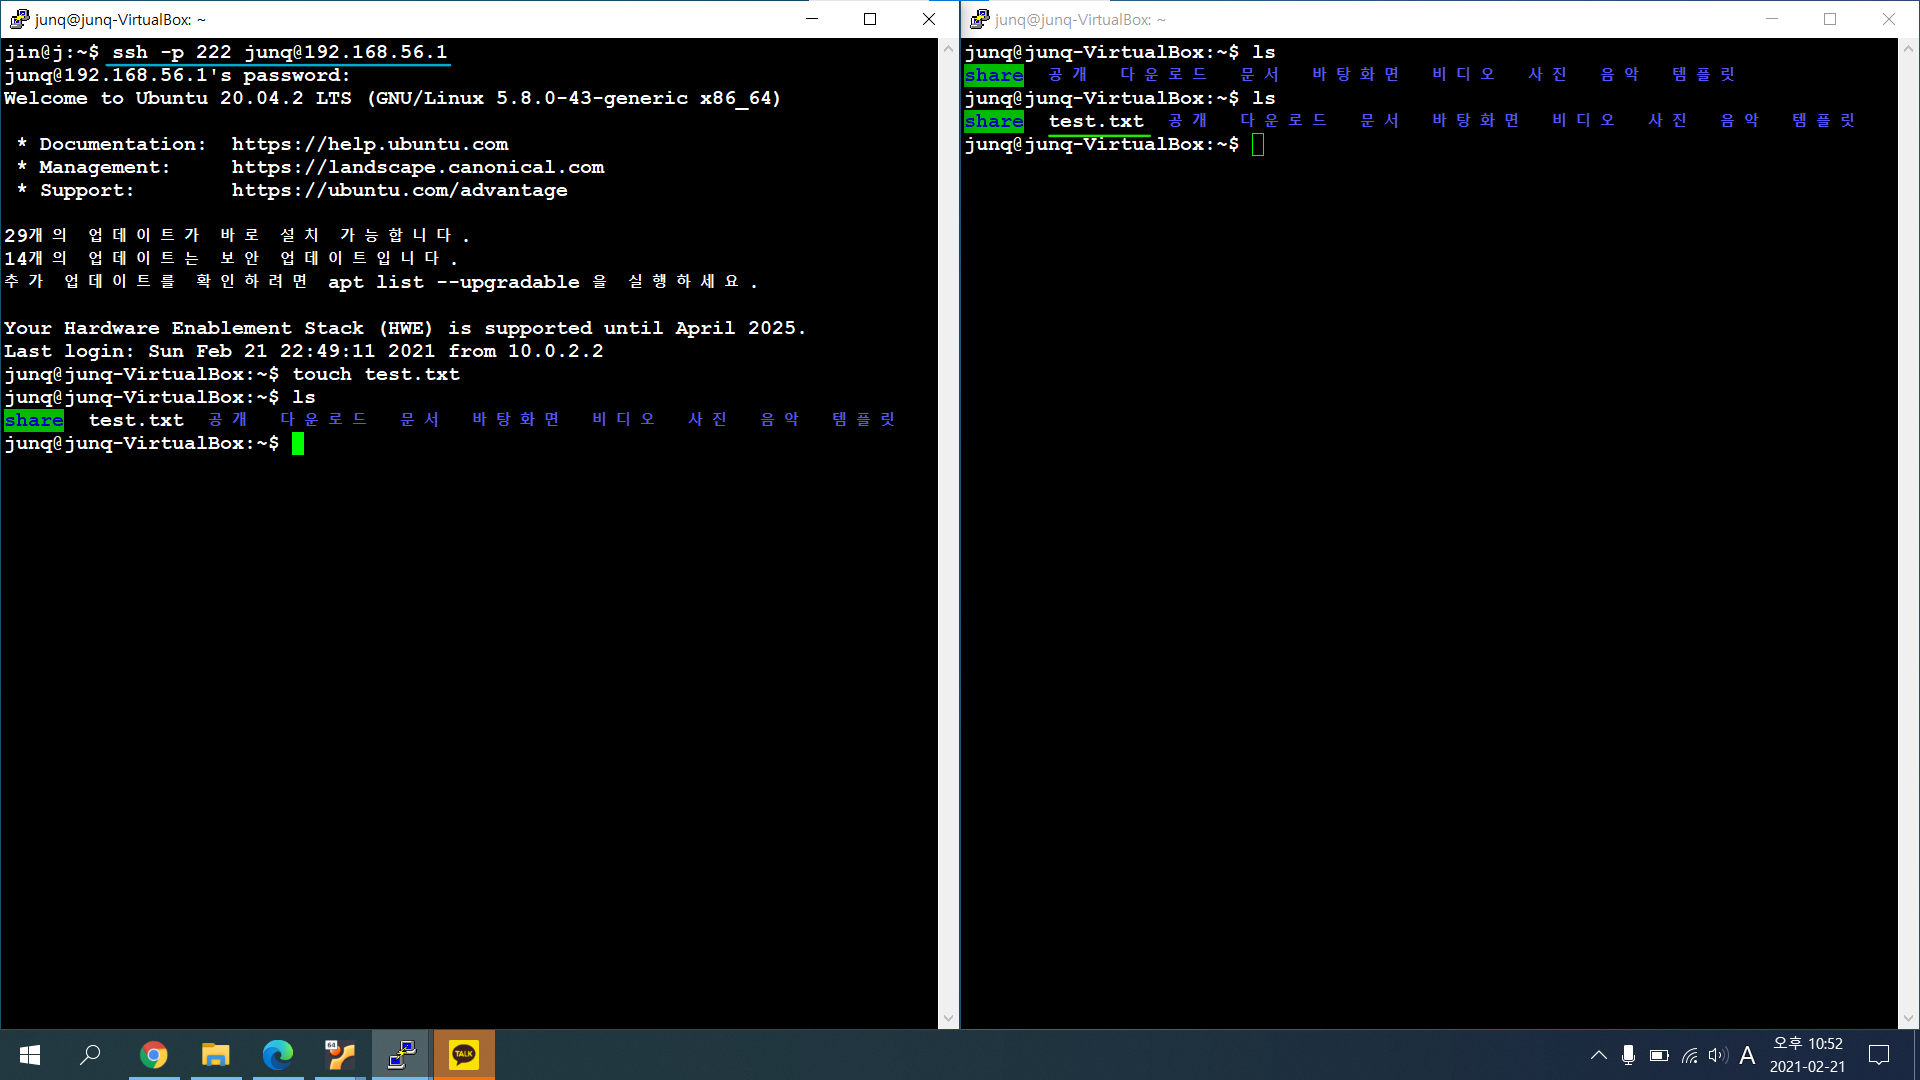 junq@junq-VirtualBox: ~
jin@j:~$ ssh -p 222 junq@192.168.56.1
junq@192.168.56.1's password:
Welcome to Ubuntu 20.04.2 LTS (GNU/Linux 5.8.0-43-generic x86_64)
* Documentation: https://help.ubuntu.com
* Management: https://landscape.canonical.com
* Support: https://ubuntu.com/advantage
29개의 업데이트가 바로 설치 가능합니다.
14개의 업데이트는 보안 업데이트입니다.
추가 업데이트를 확인하려면 apt list --upgradable 을 실행하세요.
Your Hardware Enablement Stack (HWE) is supported until April 2025.
Last login: Sun Feb 21 22:49:11 2021 from 10.0.2.2
junq@junq-VirtualBox:~$ touch test.txt
junq@junq-VirtualBox:~$ ls
share test.txt 공개 다운로드 문서 바탕화면 비디오 사진 음악 템플릿
junq@junq-VirtualBox:~$
junq@junq-VirtualBox: ~
junq@junq-VirtualBox:~$ ls
share 공개 다운로드 문서 바탕화면 비디오 사진 음악 템플릿
junq@junq-VirtualBox:~$ ls
share test.txt 공개 다운로드 문서 바탕화면 비디오 사진 음악 템플릿
junq@junq-VirtualBox:~$
64
TALK
A
오후 10:52
2021-02-21